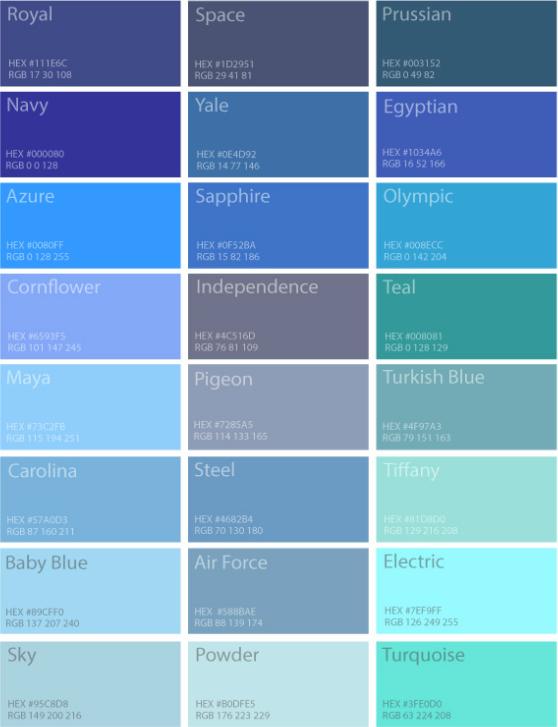 Royal
HEX #111E6C
RGB 17 30 108
Space
HEX #1D2951
RGB 29 41 81
Prussian
HEX #003152
RGB 0 49 82
Navy
HEX #000080
RGB 0 0 128
Yale
HEX #0E4D92
RGB 14 77 146
Egyptian
HEX #1034A6
RGB 16 52 166
Azure
HEX #0080FF
RGB 0 128 255
Sapphire
HEX #0F52BA
RGB 15 82 186
Olympic
HEX #008ECC
RGB 0 142 204
Cornflower
HEX #6593F5
RGB 101 147 245
Independence
HEX #4C516D
RGB 76 81 109
Teal
HEX #008081
RGB 0 128 129
Maya
HEX #73C2FB
RGB 115 194 251
Pigeon
HEX #7285A5
RGB 114 133 165
Turkish Blue
HEX #4F97A3
RGB 79 151 163
Carolina
HEX #57A0D3
RGB 87 160 211
Steel
HEX #4682B4
RGB 70 130 180
Tiffany
HEX #81D8D0
RGB 129 216 208
Baby Blue
HEX #89CFF0
RGB 137 207 240
Air Force
HEX #588BAE
RGB 88 139 174
Electric
HEX #7EF9FF
RGB 126 249 255
Sky
HEX #95C8D8
RGB 149 200 216
Powder
HEX #B0DFE5
RGB 176 223 229
Turquoise
HEX #3FE0D0
RGB 63 224 208